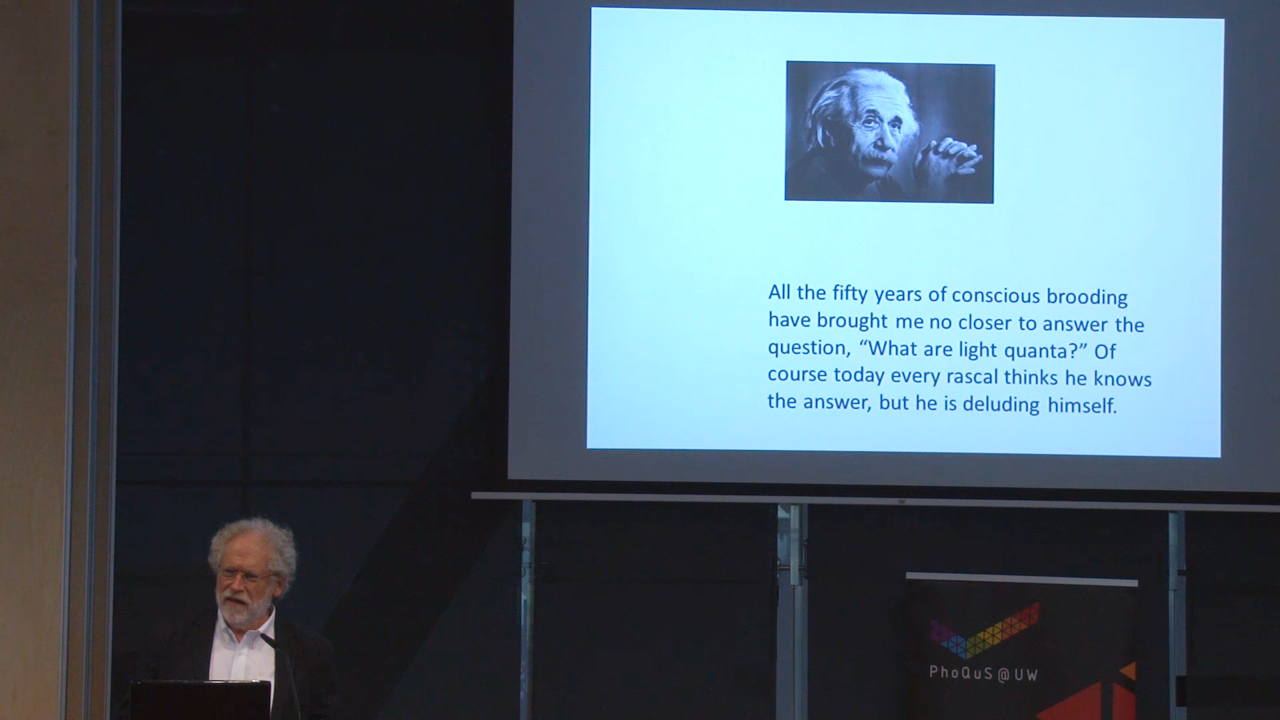 All the fifty years of conscious brooding
have brought me no closer to answer the
question, “What are light quanta?” Of
course today every rascal thinks he knows
the answer, but he is deluding himself.
PhoQuS@UW